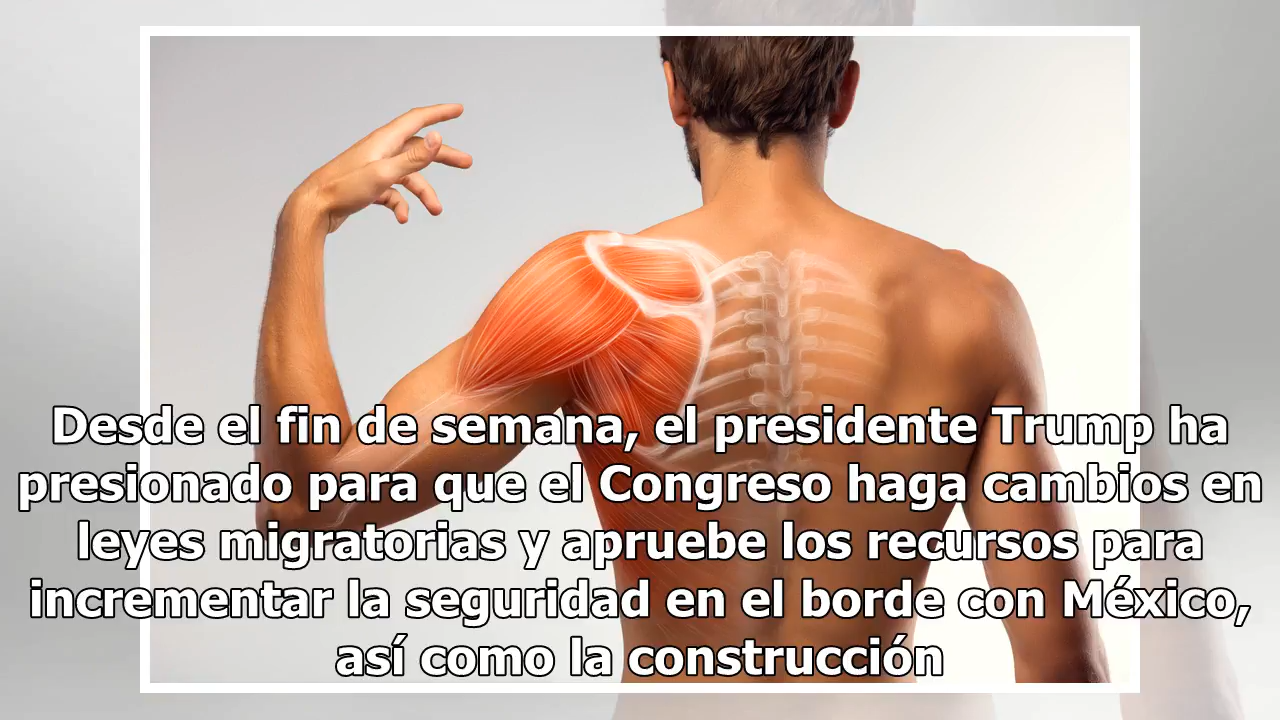 Desde el fin de semana, el presidente Trump ha
presionado para que el Congreso haga cambios en
leyes migratorias y apruebe los recursos para
incrementar la seguridad en el borde con México,
así como la construcción